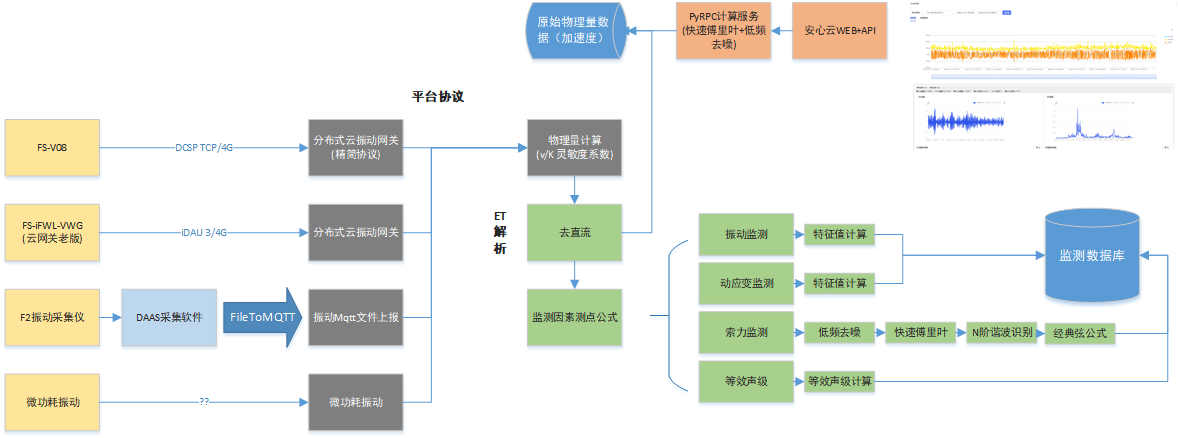 原始物理量数
据（加速度）
PyRPC计算服务
(快速傅里叶+低频
去噪)
安心云WEB+API
平台协议
FS-V08
DCSP TCP/4G
分布式云振动网关
(精简协议)
物理量计算
(v/K 灵敏度系数)
FS-iFWL-VWG
(云网关老版)
iDAU 3/4G
分布式云振动网关
ET
解
析
去直流
振动监测
特征值计算
监测数据库
动应变监测
特征值计算
F2振动采集仪
DAAS采集软件
FileToMQTT
振动Mqtt文件上报
监测因素测点公式
索力监测
低频去噪
快速傅里叶
N阶谐波识别
经典弦公式
等效声级
等效声级计算
微功耗振动
??
微功耗振动